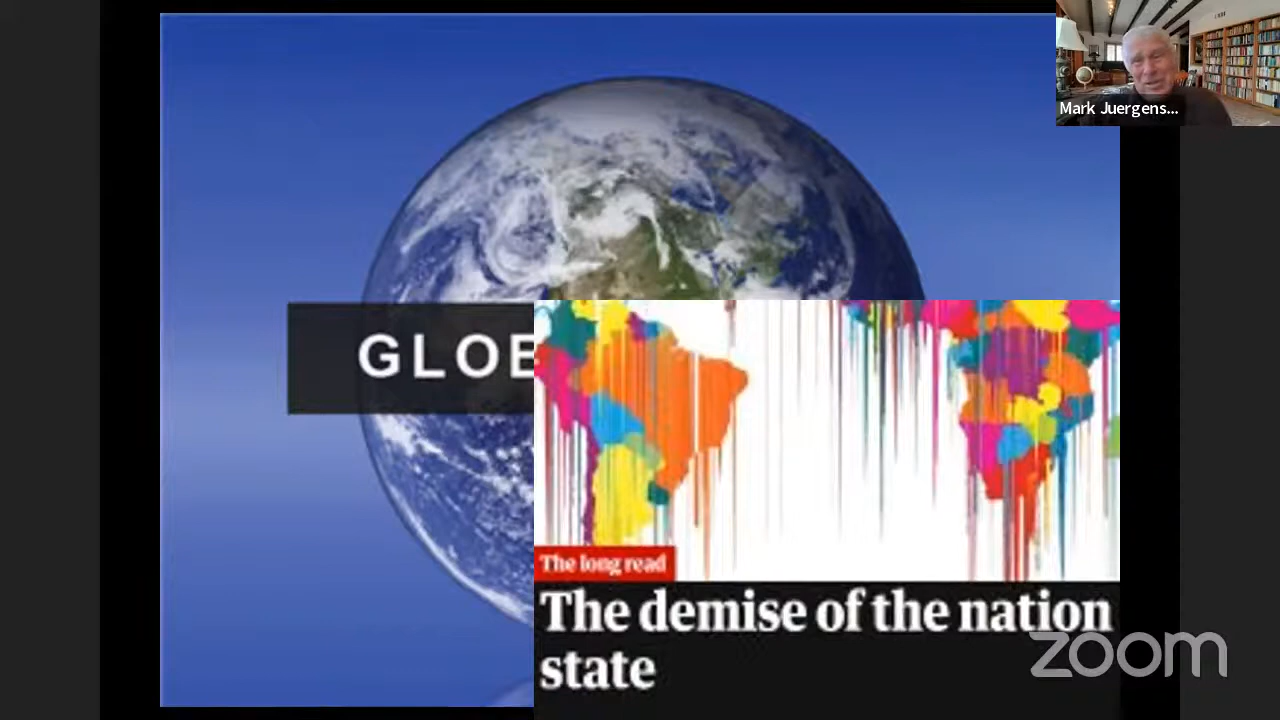 Mark Juergens...
GLOB
The long read
The demise of the nation
state
zoom